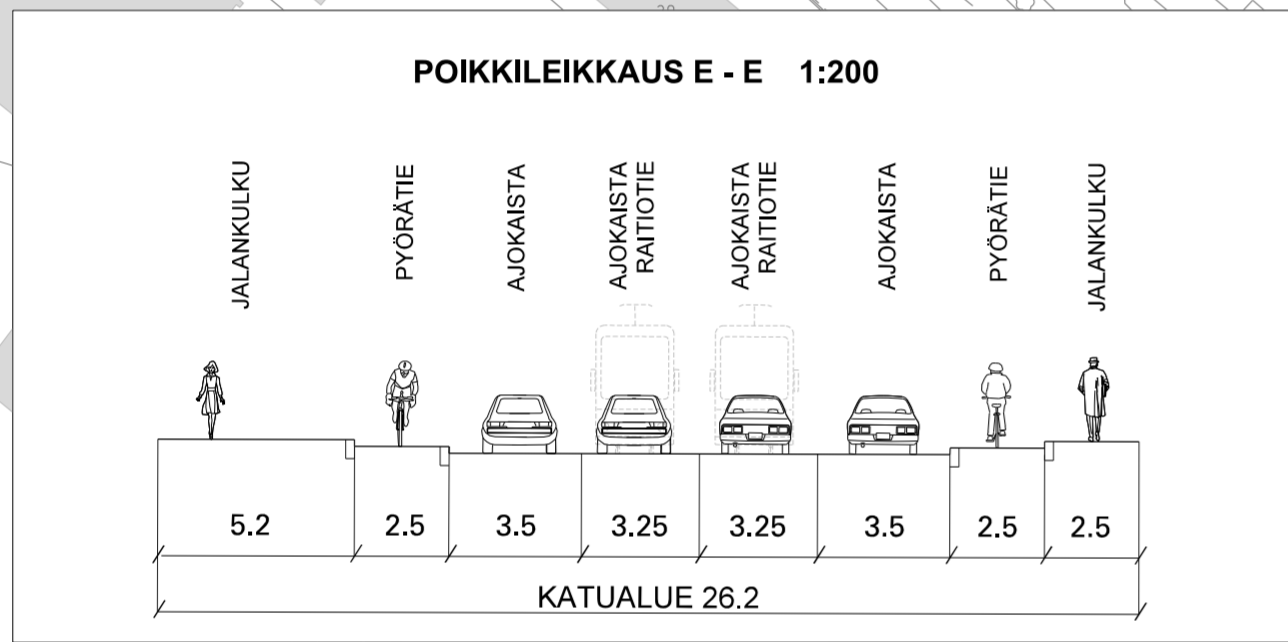 POIKKILEIKKAUS E - E 1:200
JALANKULKU
PYÖRÄTIE
AJOKAISTA
AJOKAISTA
RAITIOTIE
AJOKAISTA
RAITIOTIE
AJOKAISTA
PYÖRÄTIE
JALANKULKU
5.2 2.5 3.5 3.25 3.25 3.5 2.5 2.5
KATUALUE 26.2